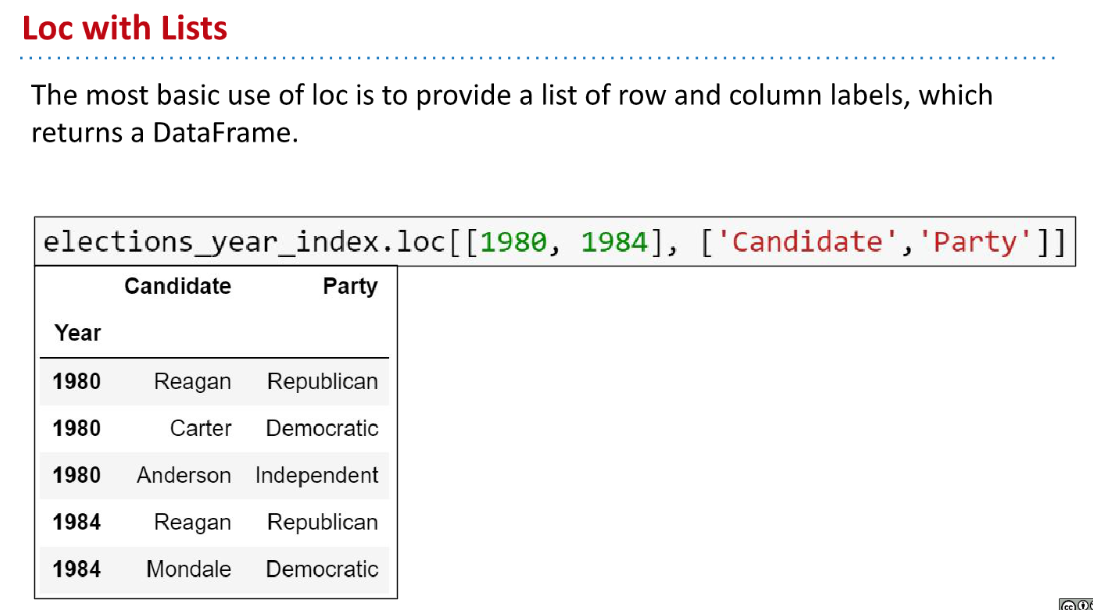 Loc with Lists
The most basic use of loc is to provide a list of row and column labels, which
returns a DataFrame.
elections_year_index.loc[[1980, 1984], ['Candidate','Party']]
Candidate Party
Year
1980 Reagan Republican
1980 Carter Democratic
1980 Anderson Independent
1984 Reagan Republican
1984 Mondale Democratic
cc